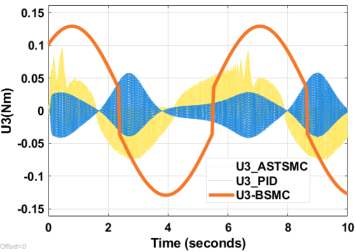 0.15
0.1
0.05
0
-0.05
-0.1
-0.15
U3(Nm)
U3_ASTSMC
U3_PID
U3-BSMC
0 2 4 6 8 10
Time (seconds)
Offset=0